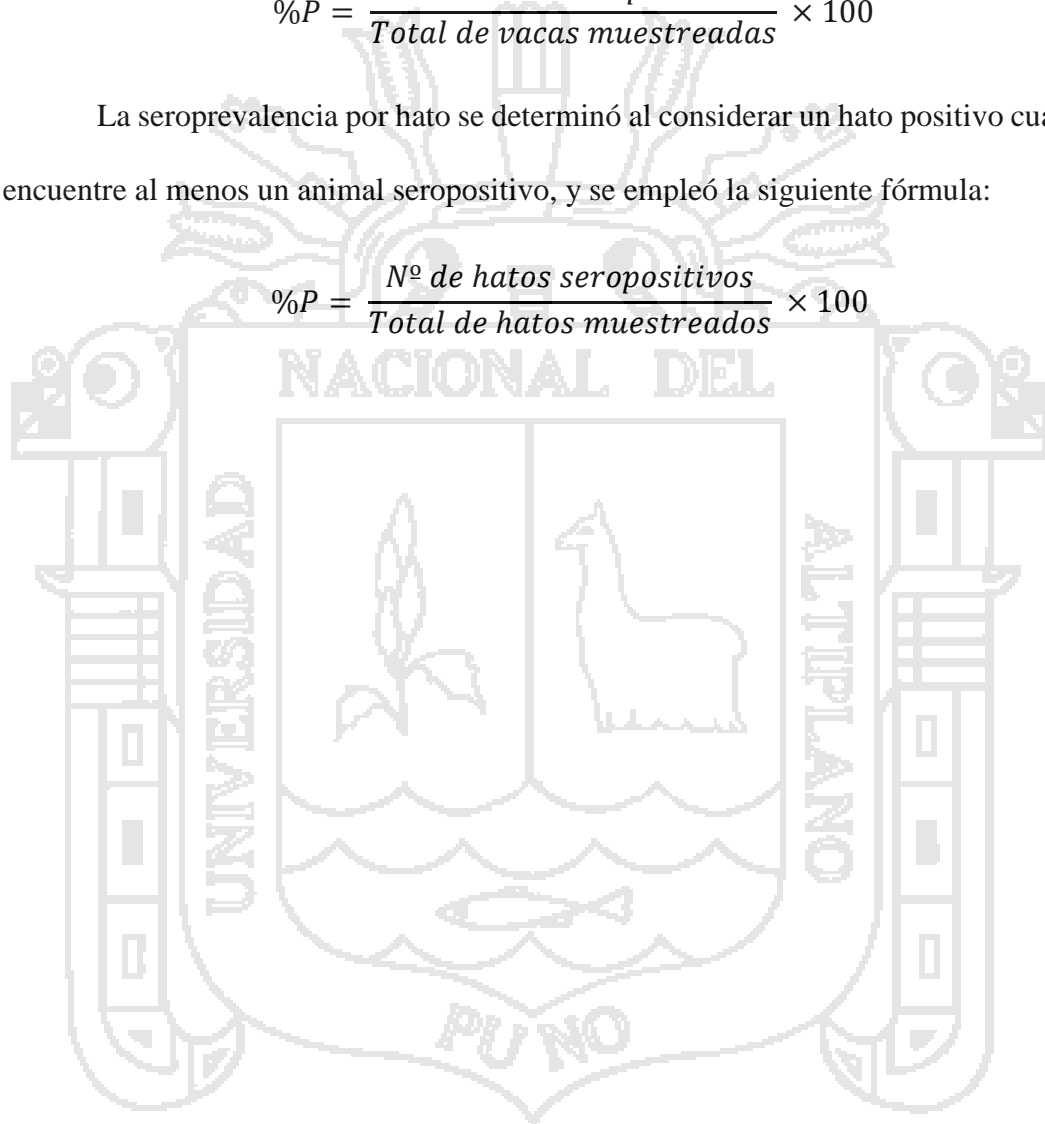 %P = / Total de vacas muestreadas × 100
La seroprevalencia por hato se determinó al considerar un hato positivo
encuentre al menos un animal seropositivo, y se empleó la siguiente fórmula:
%P = Nº de hatos seropositivos / Total de hatos muestreados × 100
NACIONAL DEL
UNIVERSIDAD
ALTIPLANO
PUNO